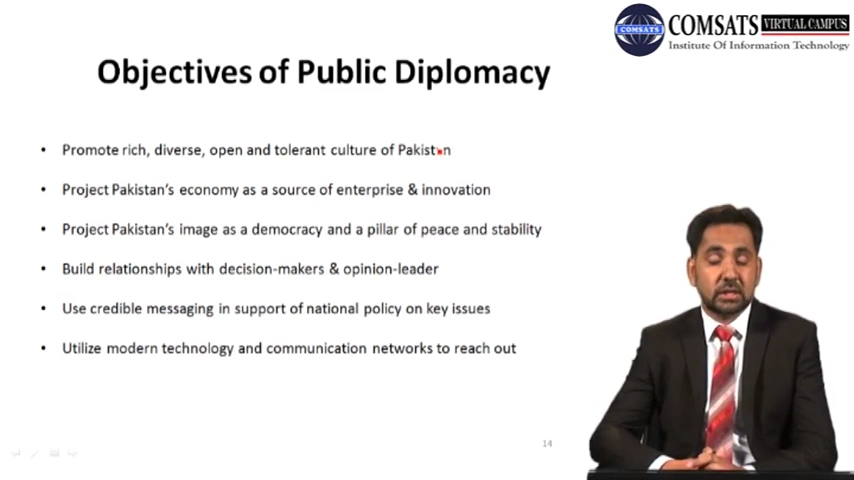 COMSATS
COMSATS VIRTUAL CAMPUS
Institute Of Information Technology
Objectives of Public Diplomacy
• Promote rich, diverse, open and tolerant culture of Pakistan
• Project Pakistan's economy as a source of enterprise & innovation
• Project Pakistan's image as a democracy and a pillar of peace and stability
• Build relationships with decision-makers & opinion-leader
• Use credible messaging in support of national policy on key issues
• Utilize modern technology and communication networks to reach out
14